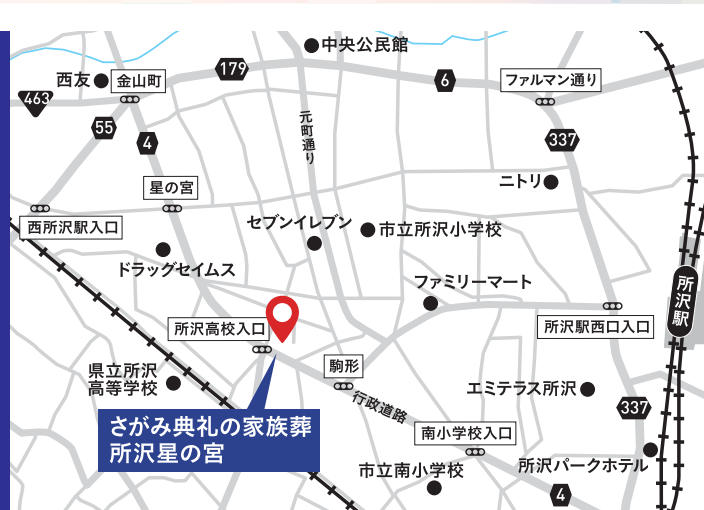 中央公民館
西友
金山町
179
6
ファルマン通り
463
55
4
元町通り
337
ニトリ
星の宮
西所沢駅入口
セブンイレブン
市立所沢小学校
ドラッグセイムス
ファミリーマート
所沢駅
所沢高校入口
所沢駅西口入口
駒形
県立所沢
高等学校
行政道路
エミテラス所沢
337
さがみ典礼の家族葬
所沢星の宮
南小学校入口
市立南小学校
所沢パークホテル
4